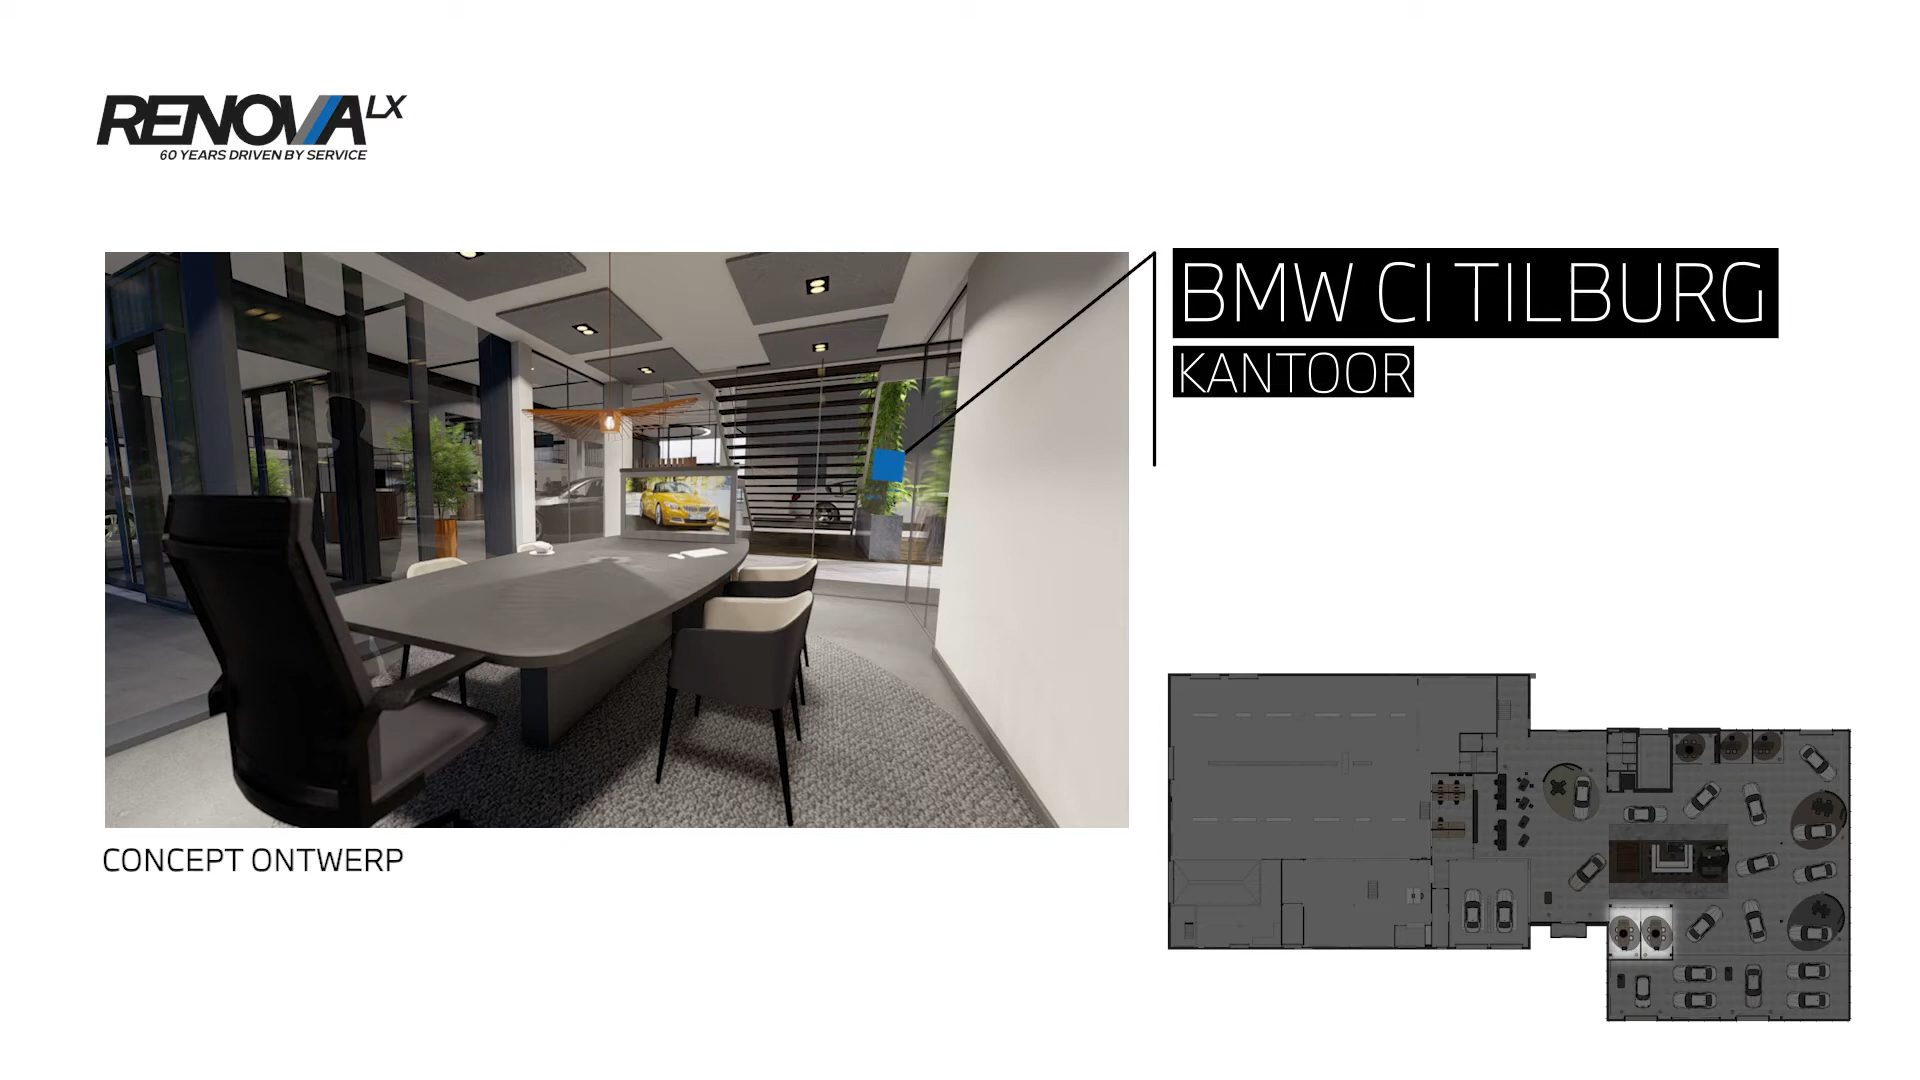 RENOVA LX
60 YEARS DRIVEN BY SERVICE
BMW CI TILBURG
KANTOOR
CONCEPT ONTWERP